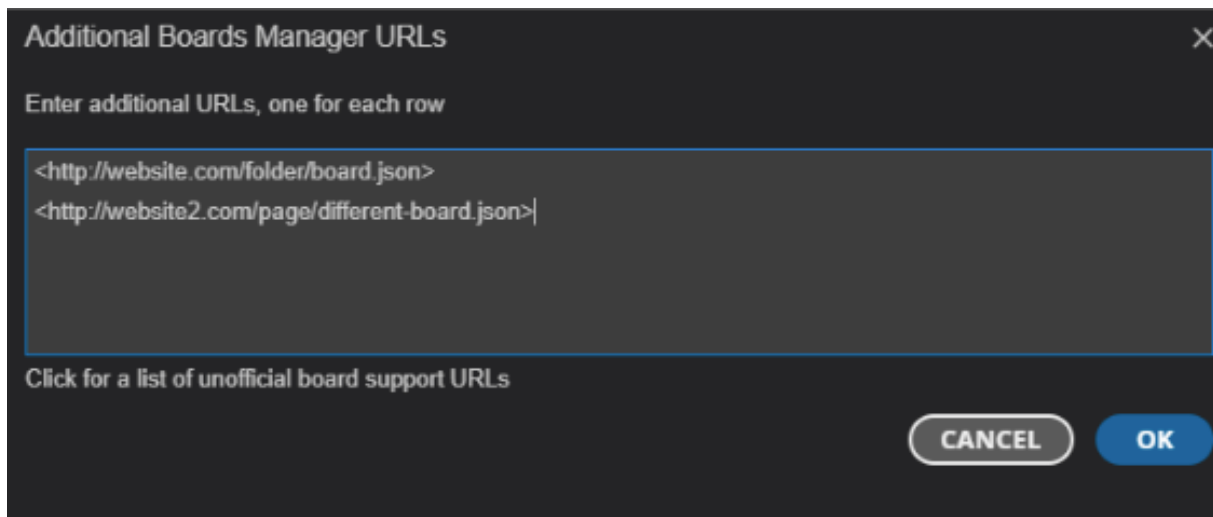 Additional Boards Manager URLs
Enter additional URLs, one for each row
<http://website.com/folder/board.json>
<http://website2.com/page/different-board.json>
Click for a list of unofficial board support URLs
CANCEL OK